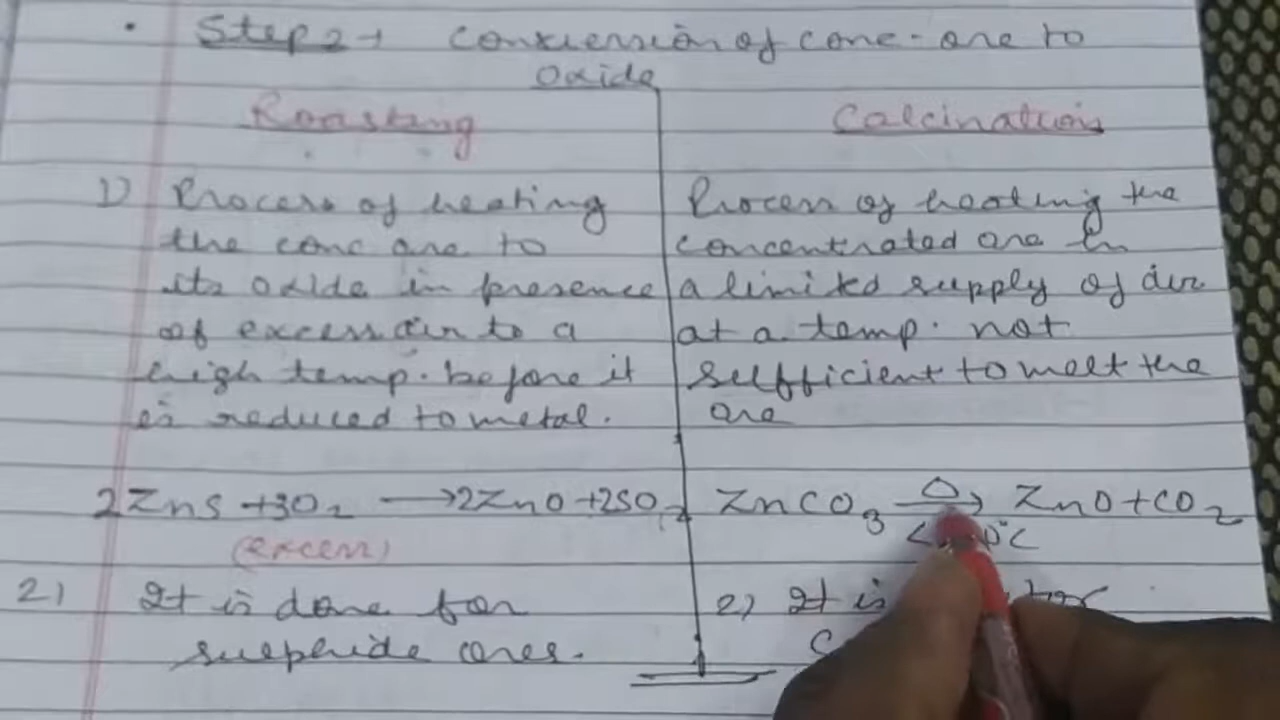 • Step 2 → Conversion of conc. ore to
oxide
Roasting
1) Process of heating
the conc ore to
its oxide in presence
of excess air to a
high temp. before it
is reduced to metal.
2ZnS + 3O2 → 2ZnO + 2SO2
(excess)
2) It is done for
sulphide ores.
Calcination
Process of heating the
concentrated ore in
a limited supply of air
at a temp. not
sufficient to melt the
ore
ZnCO3 Δ→ ZnO + CO2
2) It is